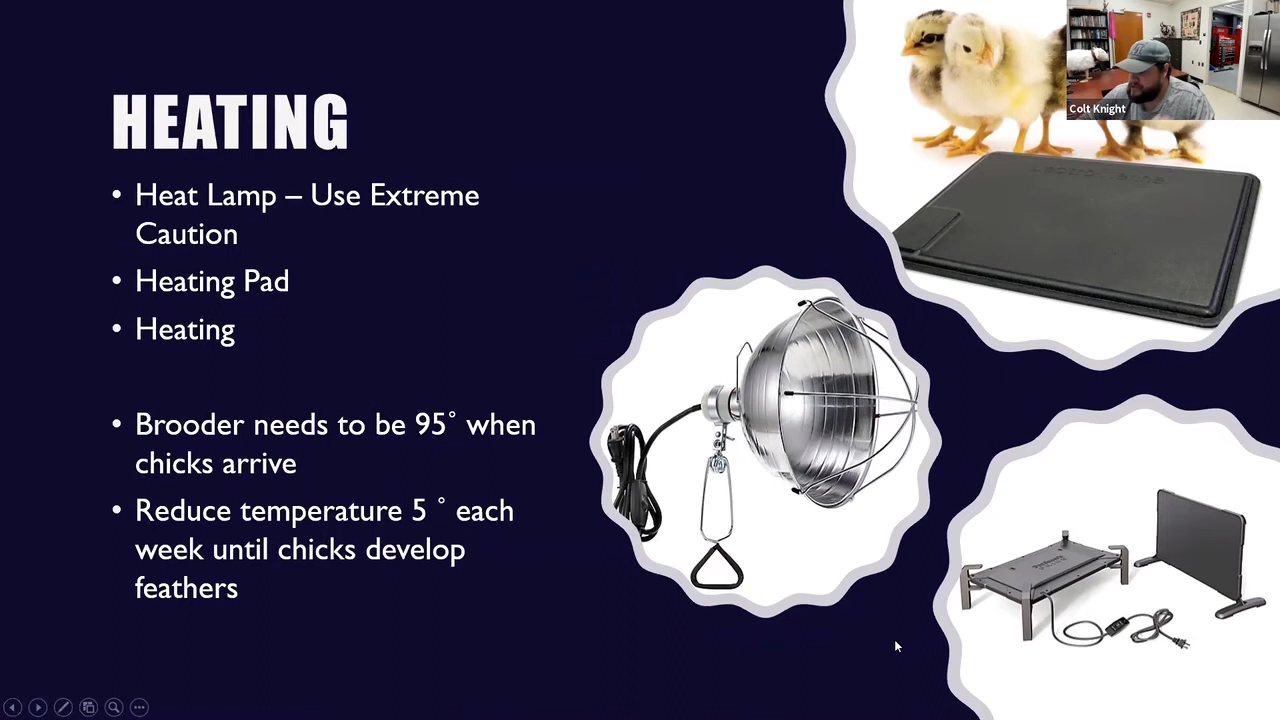 HEATING
• Heat Lamp – Use Extreme
Caution
• Heating Pad
• Heating
• Brooder needs to be 95˚ when
chicks arrive
• Reduce temperature 5 ˚ each
week until chicks develop
feathers
Colt Knight